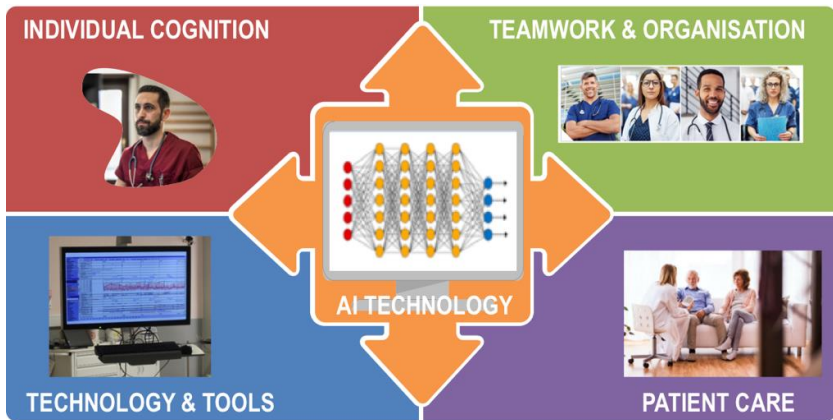 INDIVIDUAL COGNITION
TEAMWORK & ORGANISATION
AI TECHNOLOGY
TECHNOLOGY & TOOLS
PATIENT CARE